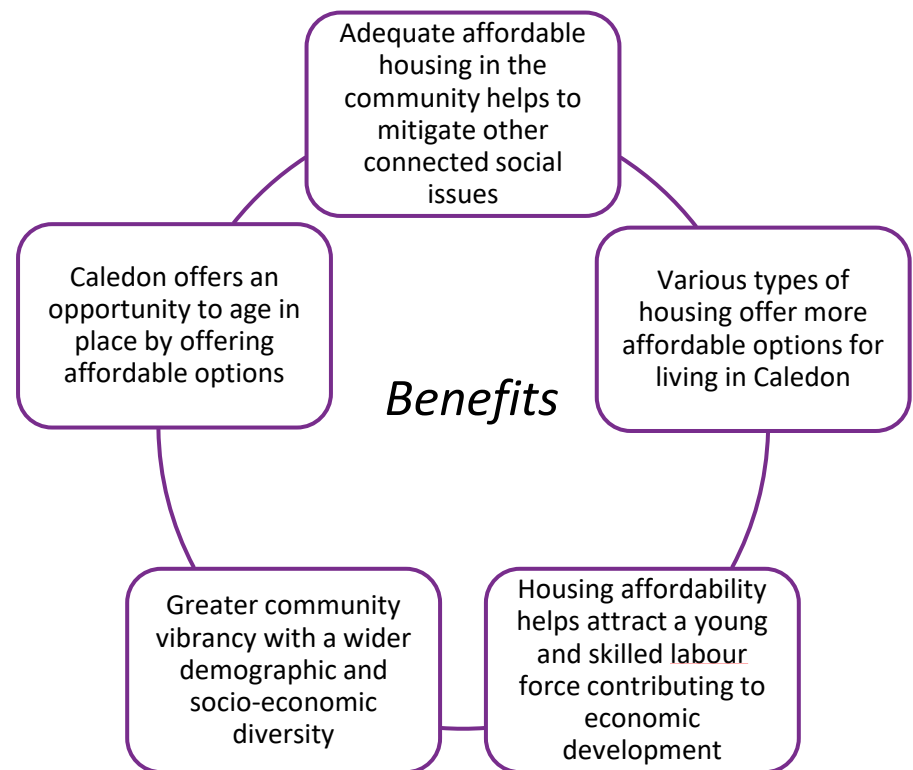 Adequate affordable
housing in the
community helps to
mitigate other
connected social
issues
Various types of
housing offer more
affordable options for
living in Caledon
Housing affordability
helps attract a young
and skilled labour
force contributing to
economic
development
Greater community
vibrancy with a wider
demographic and
socio-economic
diversity
Caledon offers an
opportunity to age in
place by offering
affordable options
Benefits